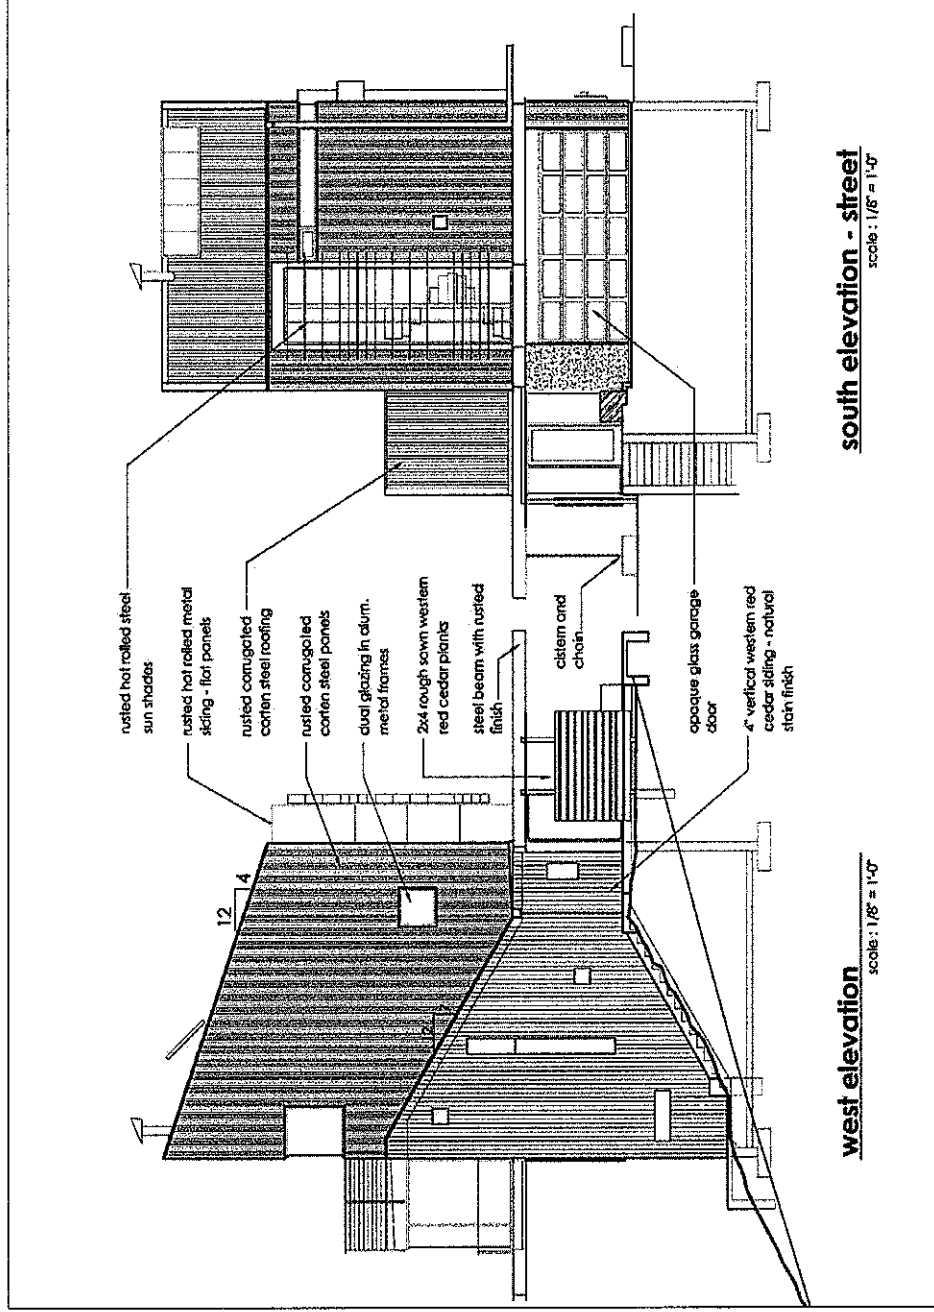 rusted hot rolled steel
sun shades
rusted hot rolled metal
siding - flat panels
rusted corrugated
corten steel roofing
rusted corrugated
corten steel panels
dual glazing in alum.
metal frames
2x4 rough sawn western
red cedar planks
steel beam with rusted
finish
cistern and
chain
opaque glass garage
door
4" vertical western red
cedar siding - natural
stain finish
12
4
west elevation
scale : 1/8" = 1'-0"
south elevation - street
scale : 1/8" = 1'-0"